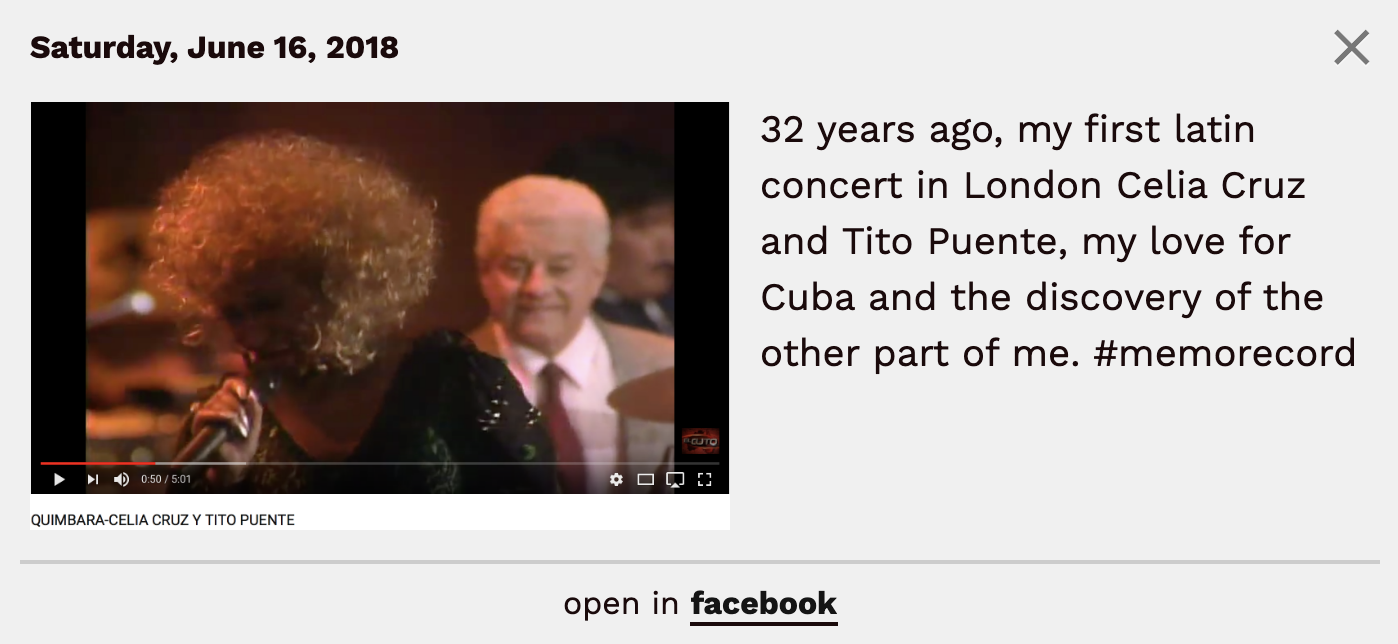 Saturday, June 16, 2018
32 years ago, my first latin
concert in London Celia Cruz
and Tito Puente, my love for
Cuba and the discovery of the
other part of me. #memorecord
0:50 / 5:01
QUIMBARA-CELIA CRUZ Y TITO PUENTE
open in facebook